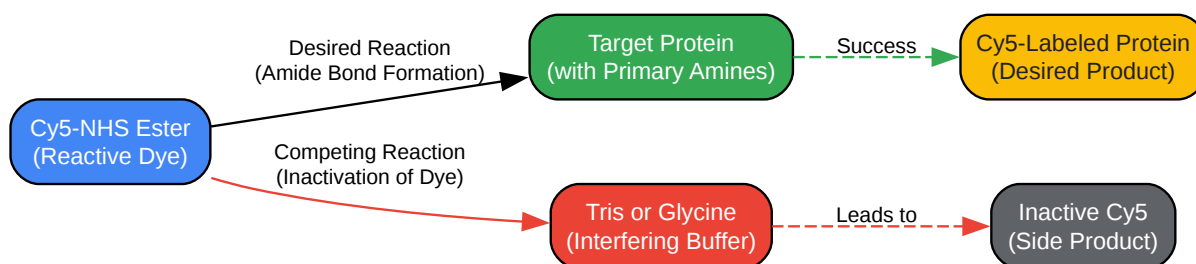 Desired Reaction
(Amide Bond Formation)
Target Protein
(with Primary Amines)
Success
Cy5-Labeled Protein
(Desired Product)
Cy5-NHS Ester
(Reactive Dye)
Competing Reaction
(Inactivation of Dye)
Tris or Glycine
(Interfering Buffer)
Leads to
Inactive Cy5
(Side Product)